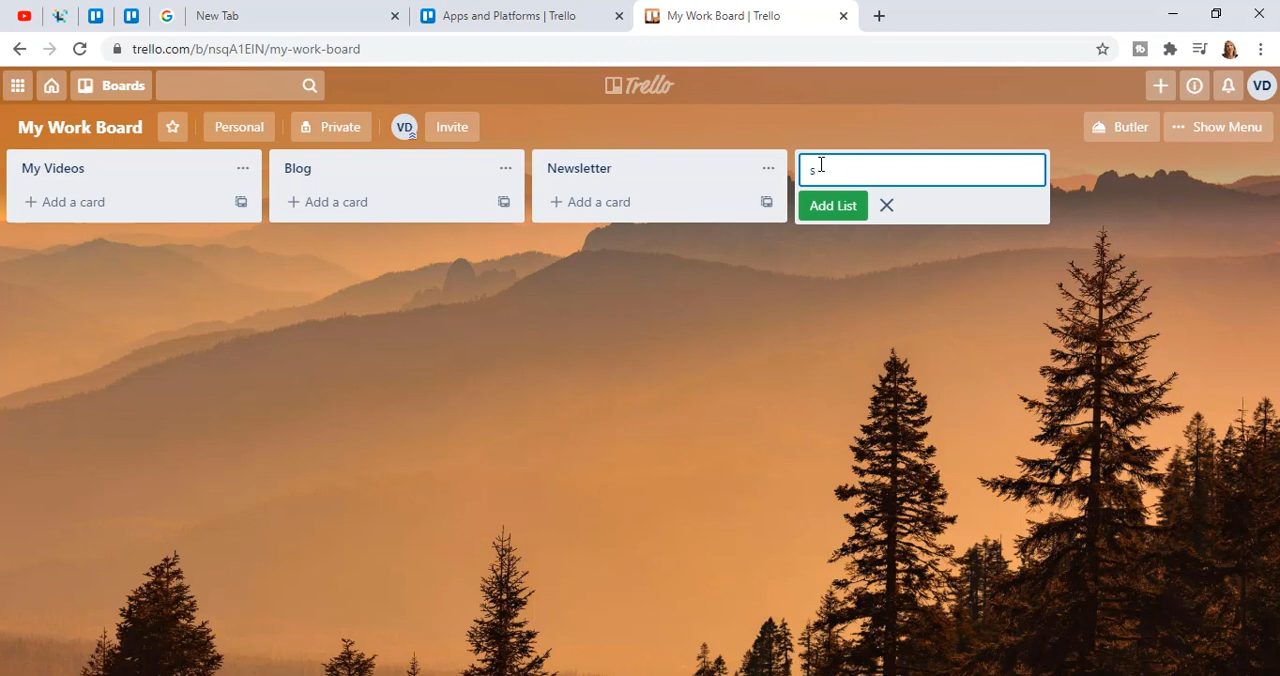 New Tab
Apps and Platforms | Trello
My Work Board | Trello
trello.com/b/nsqA1EIN/my-work-board
Boards
Trello
VD
My Work Board
Personal
Private
VD
Invite
Butler
Show Menu
My Videos
Blog
Newsletter
s
Add a card
Add a card
Add a card
Add List